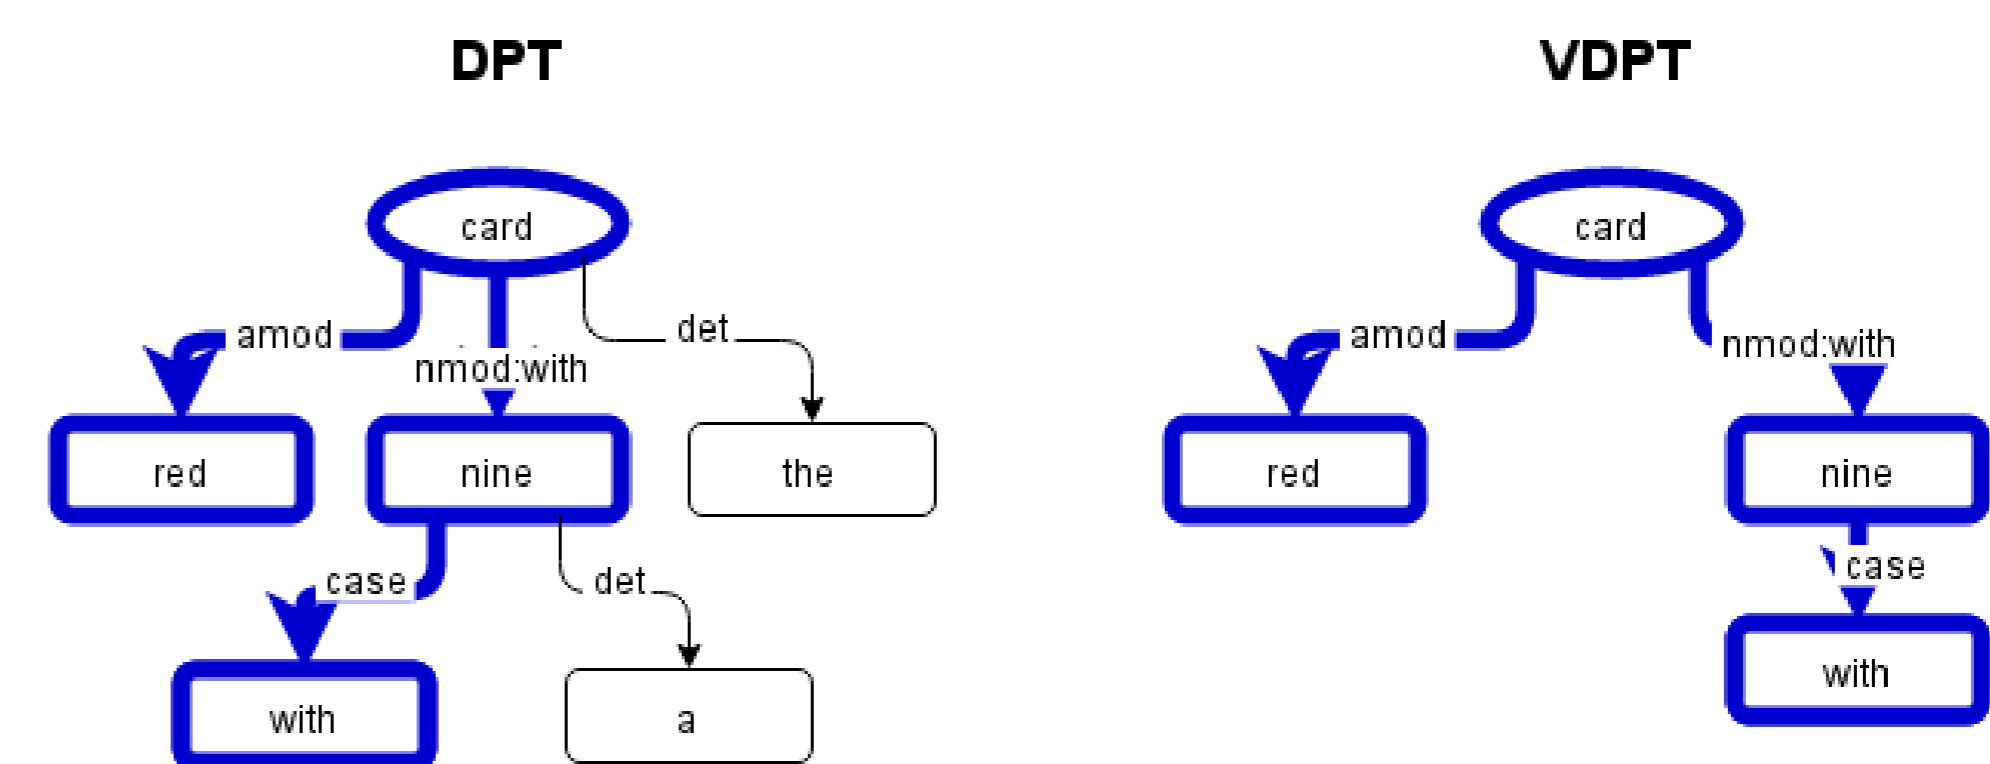 DPT
VDPT
card
card
amod
det
amod
nmod:with
nmod:with
red
nine
the
red
nine
case
det
case
with
a
with